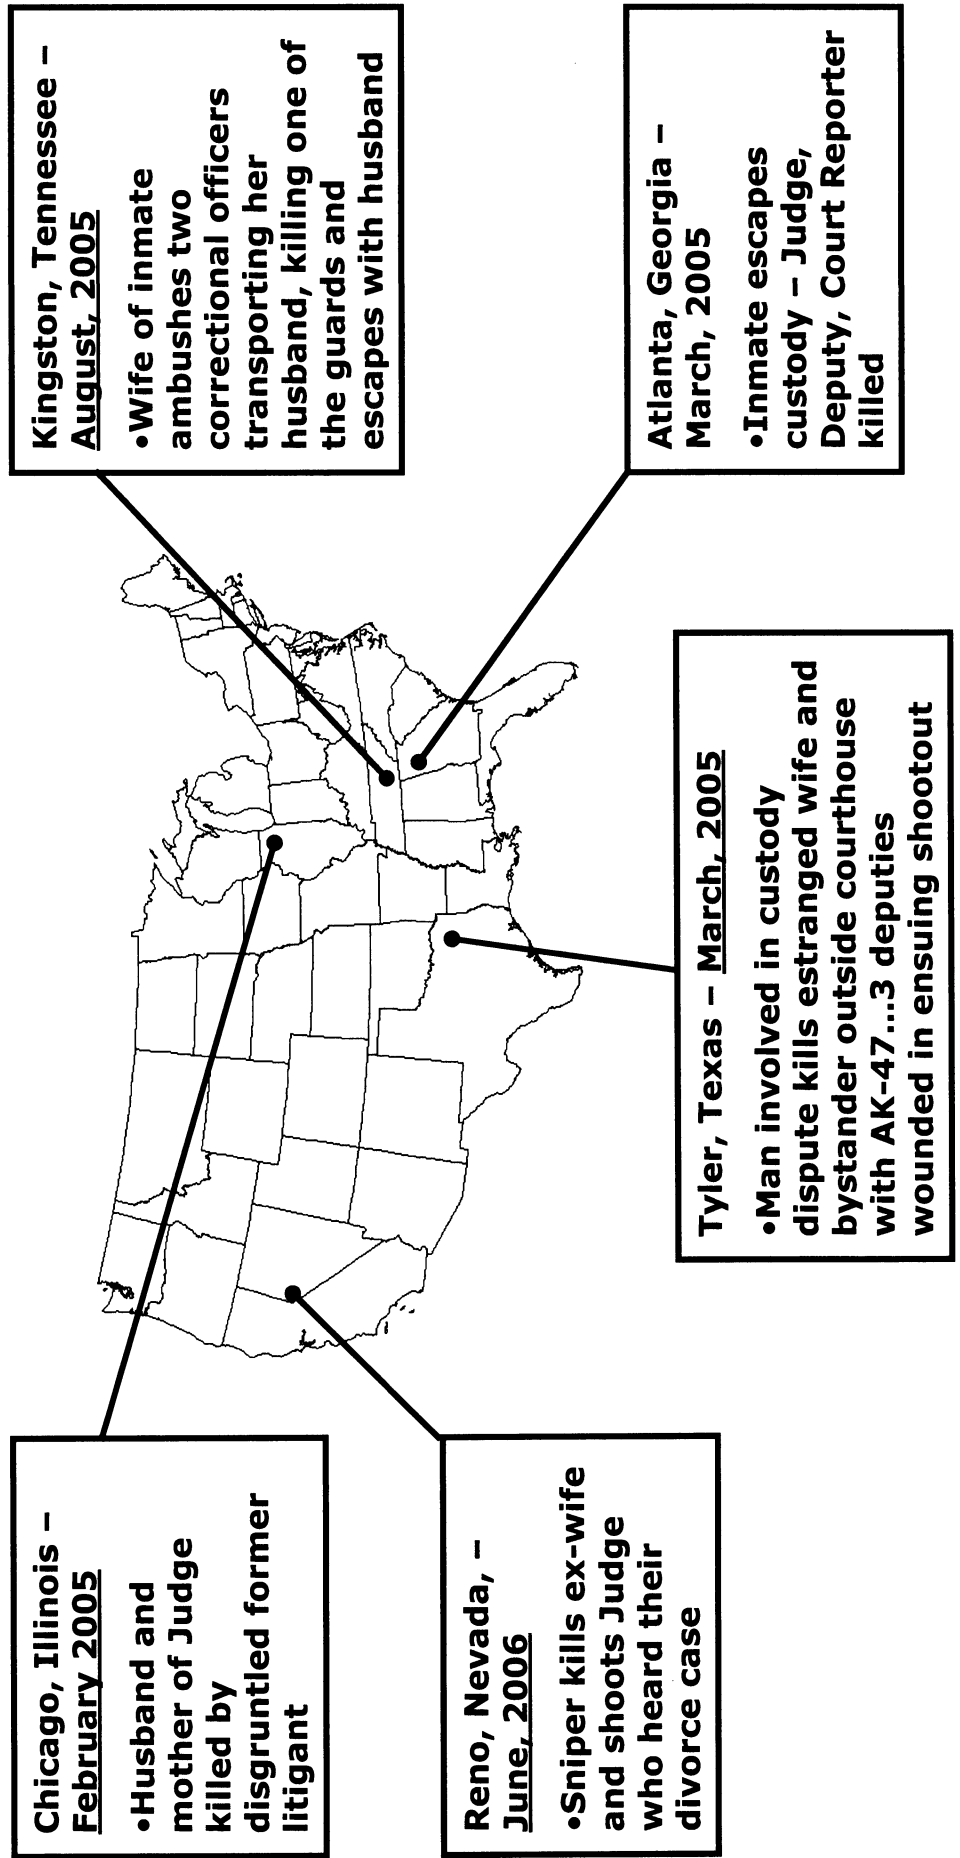 Chicago, Illinois –
February 2005
•Husband and
mother of Judge
killed by
disgruntled former
litigant
Kingston, Tennessee –
August, 2005
•Wife of inmate
ambushes two
correctional officers
transporting her
husband, killing one of
the guards and
escapes with husband
Reno, Nevada, –
June, 2006
•Sniper kills ex-wife
and shoots Judge
who heard their
divorce case
Tyler, Texas – March, 2005
•Man involved in custody
dispute kills estranged wife and
bystander outside courthouse
with AK-47...3 deputies
wounded in ensuing shootout
Atlanta, Georgia –
March, 2005
•Inmate escapes
custody – Judge,
Deputy, Court Reporter
killed